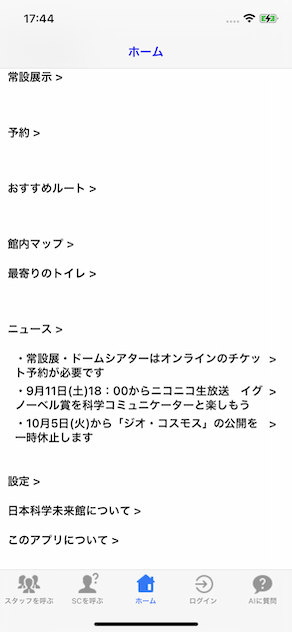 17:44
ホーム
常設展示 >
予約 >
おすすめルート >
館内マップ >
最寄りのトイレ >
ニュース >
・常設展・ドームシアターはオンラインのチケッ
ト予約が必要です >
・9月11日(土)18：00からニコニコ生放送　イグ
ノーベル賞を科学コミュニケーターと楽しもう >
・10月5日(火)から「ジオ・コスモス」の公開を
一時休止します >
設定 >
日本科学未来館について >
このアプリについて >
スタッフを呼ぶ SCを呼ぶ ホーム ログイン AIに質問